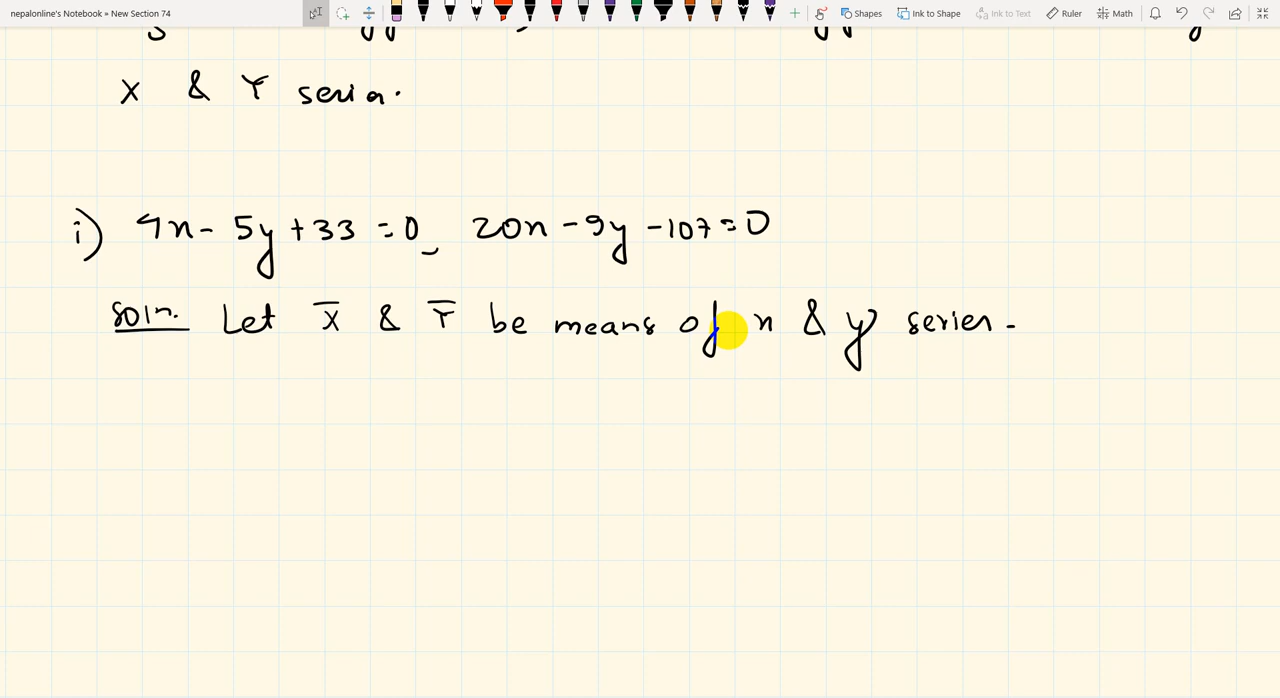 nepalonline's Notebook » New Section 74
Shapes Ink to Shape Ink to Text Ruler Math
X & Y series.
i) 4x - 5y + 33 = 0, 20x - 9y - 107 = 0
Soln. Let X̅ & Y̅ be means of x & y series.